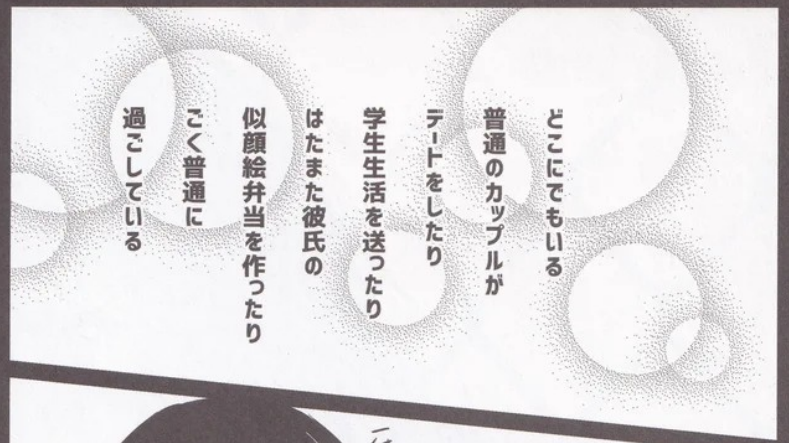 どこにでもいる
普通のカップルが
デートをしたり
学生生活を送ったり
はたまた彼氏の
似顔絵弁当を作ったり
ごく普通に
過ごしている